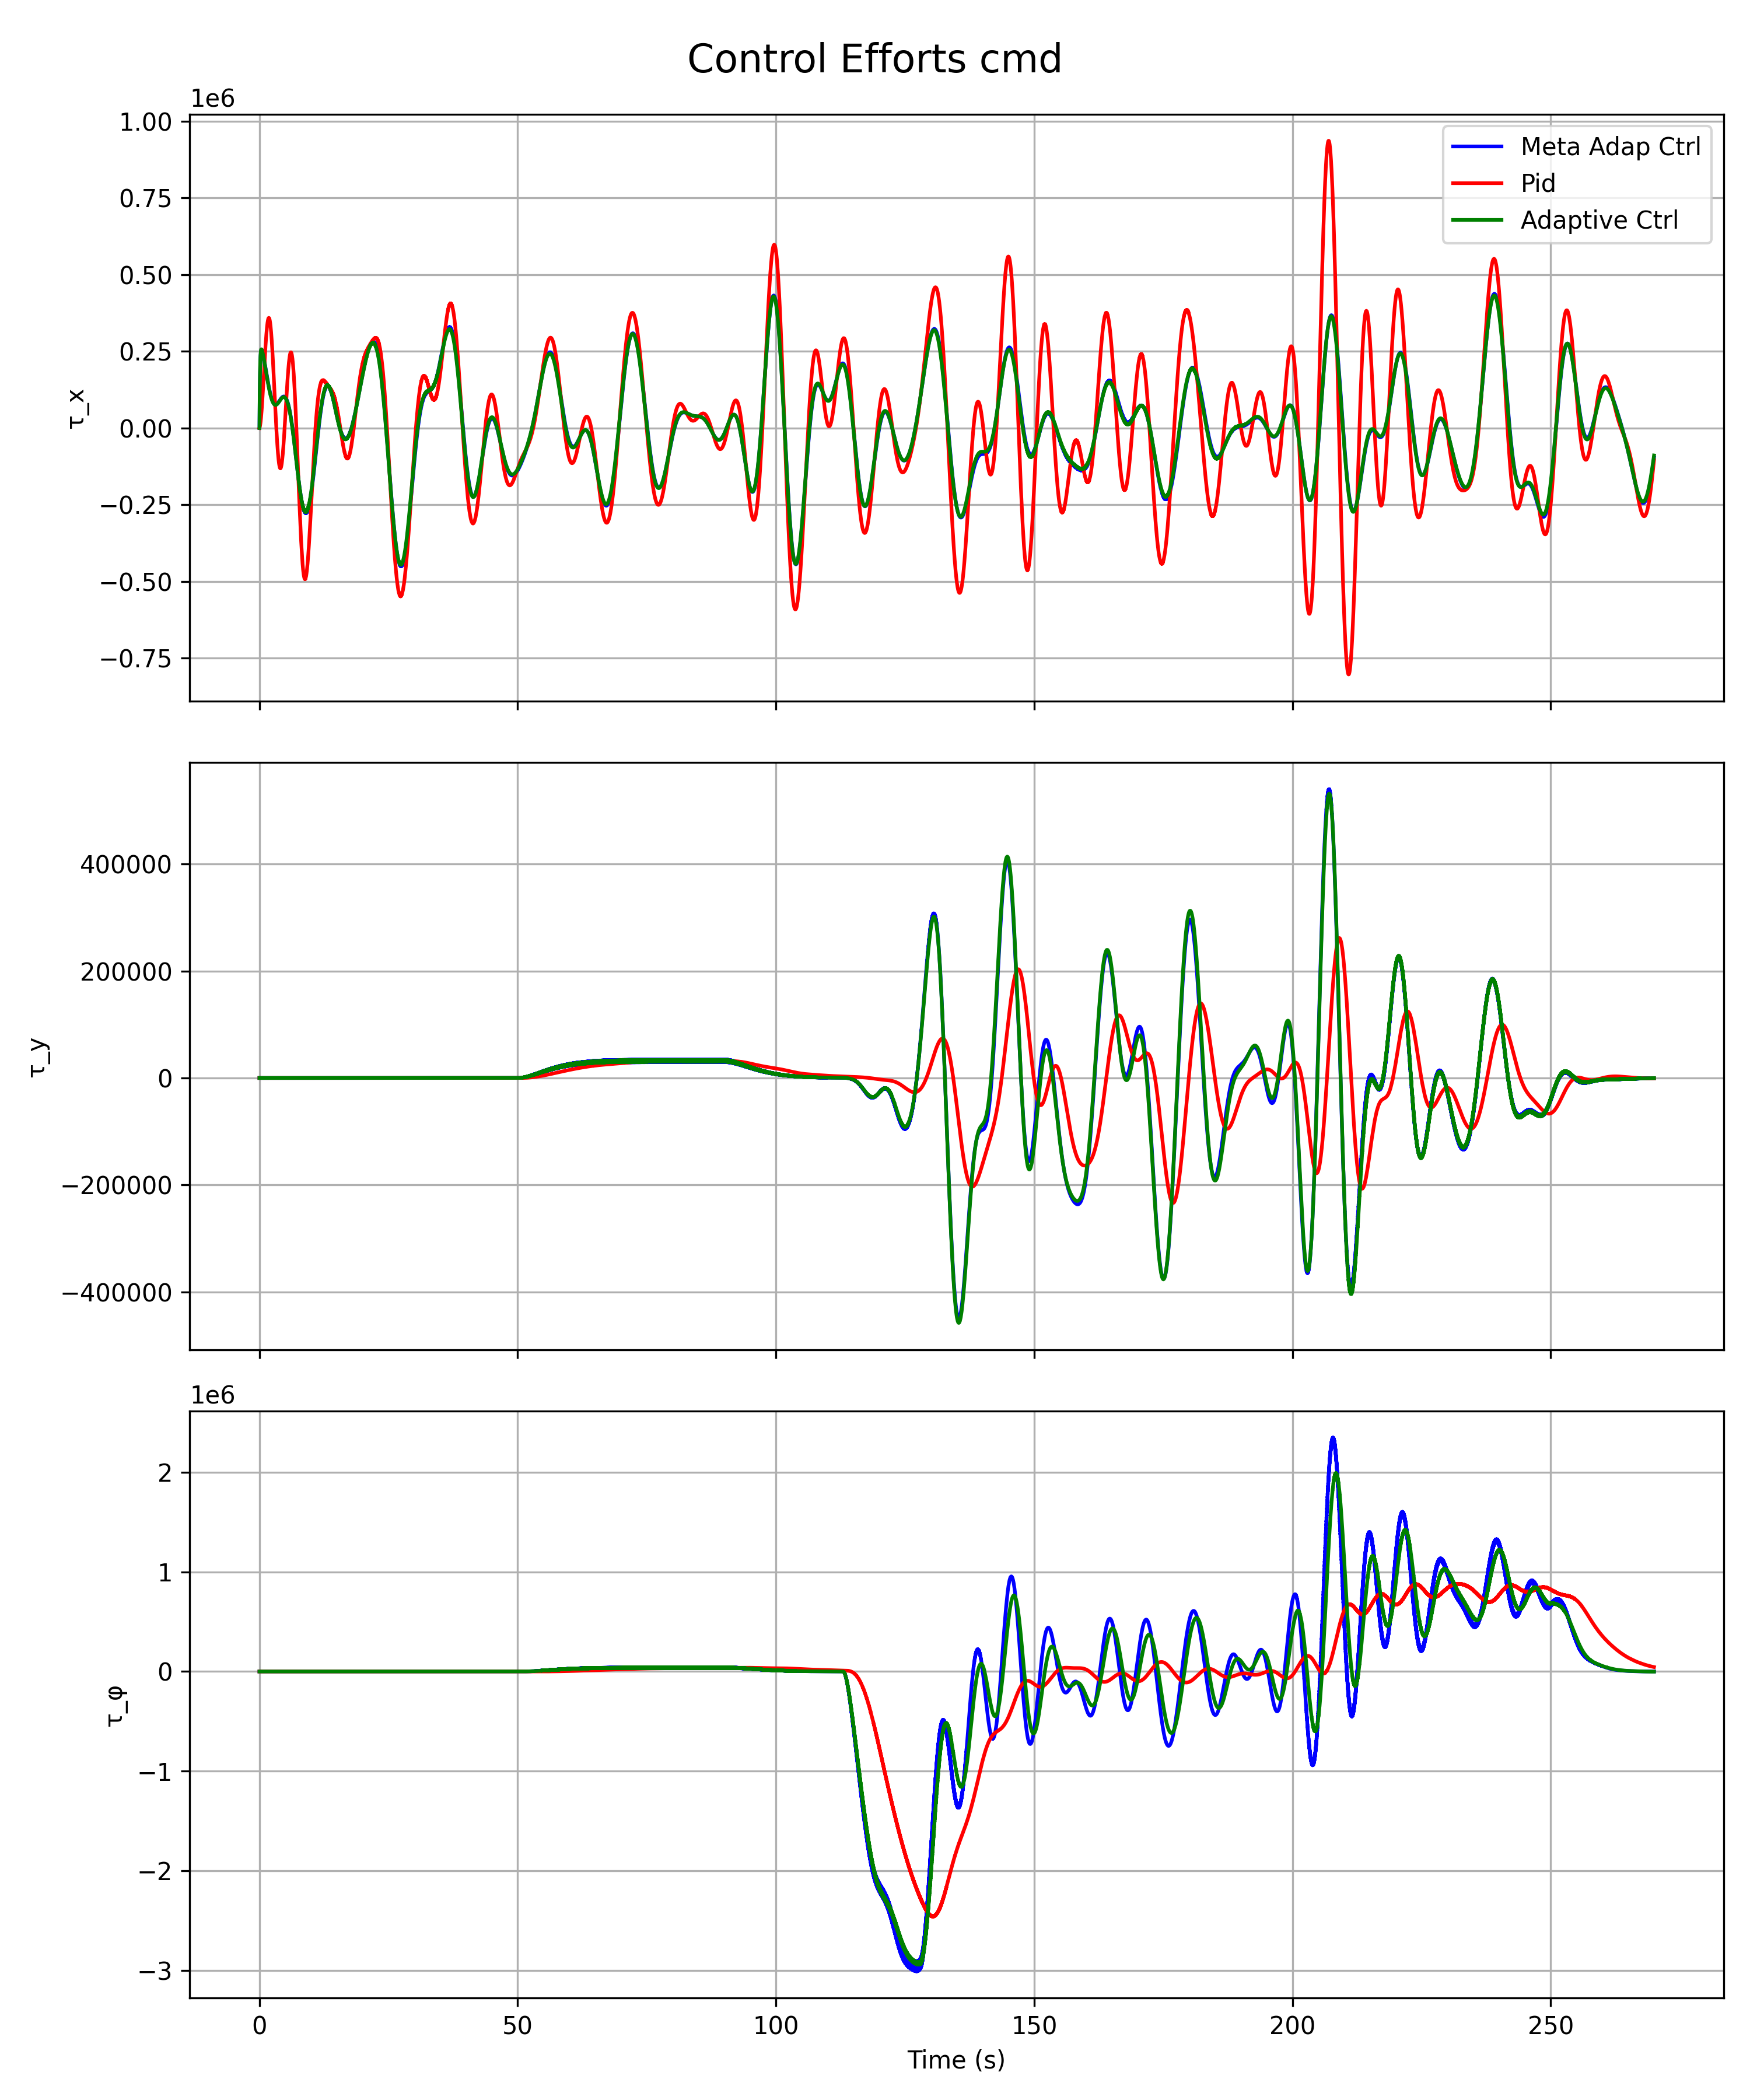 Control Efforts cmd
1e6
1.00
0.75
0.50
0.25
0.00
−0.25
−0.50
−0.75
τ_x
Meta Adap Ctrl
Pid
Adaptive Ctrl
400000
200000
0
−200000
−400000
τ_y
1e6
2
1
0
−1
−2
−3
τ_φ
0 50 100 150 200 250
Time (s)